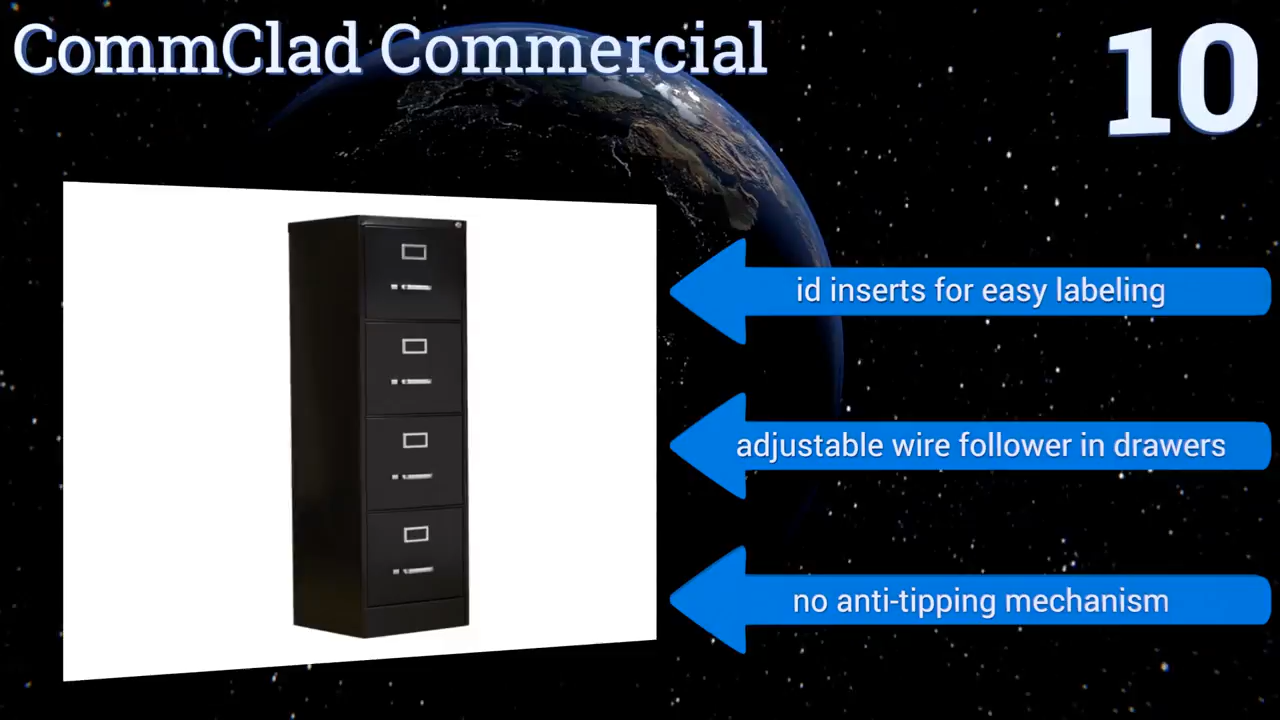 CommClad Commercial
10
id inserts for easy labeling
adjustable wire follower in drawers
no anti-tipping mechanism